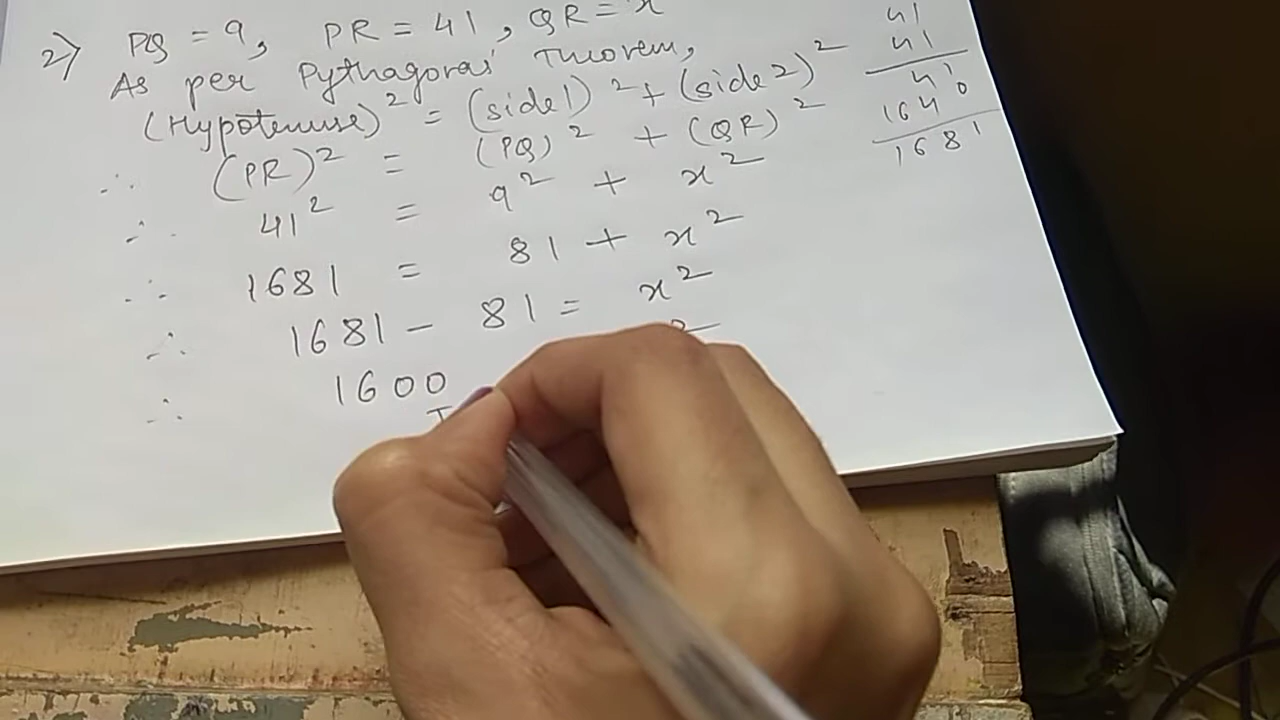 2) PQ = 9, PR = 41, QR = x
As per Pythagoras' Theorem,
(Hypotenuse)² = (side1)² + (side2)²
∴ (PR)² = (PQ)² + (QR)²
∴ 41² = 9² + x²
∴ 1681 = 81 + x²
∴ 1681 - 81 = x²
∴ 1600
41
41
41
1640
1681